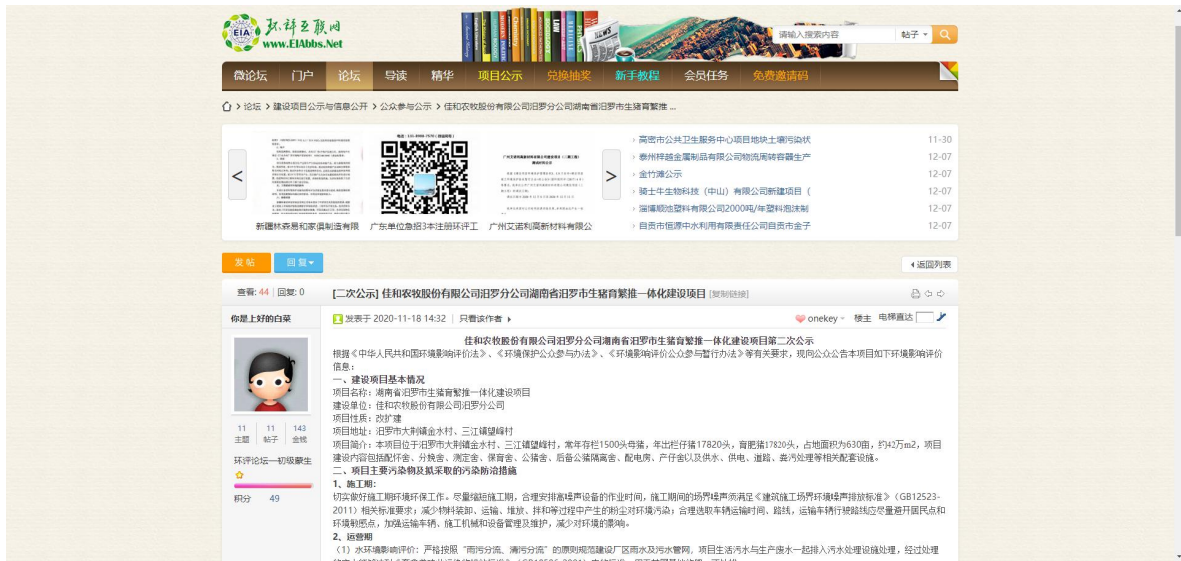 EIA 环评互联网
www.EIAbbs.Net
请输入搜索内容 帖子
微论坛 门户 论坛 导读 精华 项目公示 兑换抽奖 新手教程 会员任务 免费邀请码
论坛 › 建设项目公示与信息公开 › 公众参与公示 › 佳和农牧股份有限公司汨罗分公司湖南省汨罗市生猪育繁推 ...
新疆林森易和家俱制造有限
广东单位急招3本注册环评工
广州艾诺利高新材料有限公
› 高密市公共卫生服务中心项目地块土壤污染状 11-30
› 泰州梓越金属制品有限公司物流周转容器生产 12-07
› 金竹滩公示 12-07
› 骑士牛生物科技（中山）有限公司新建项目（ 12-07
› 淄博顺池塑料有限公司2000吨/年塑料泡沫制 12-07
› 自贡市恒源中水利用有限责任公司自贡市金子 12-07
发帖 回复
返回列表
查看: 44 | 回复: 0
[二次公示] 佳和农牧股份有限公司汨罗分公司湖南省汨罗市生猪育繁推一体化建设项目 [复制链接]
你是上好的白菜
发表于 2020-11-18 14:32 | 只看该作者
onekey 楼主 电梯直达
11 11 143
主题 帖子 金钱
环评论坛—初级蒙生
积分 49
佳和农牧股份有限公司汨罗分公司湖南省汨罗市生猪育繁推一体化建设项目第二次公示
根据《中华人民共和国环境影响评价法》、《环境保护公众参与办法》、《环境影响评价公众参与暂行办法》等有关要求，现向公众公告本项目如下环境影响评价
信息：
一、建设项目基本情况
项目名称：湖南省汨罗市生猪育繁推一体化建设项目
建设单位：佳和农牧股份有限公司汨罗分公司
项目性质：改扩建
项目地址：汨罗市大荆镇金水村、三江镇望峰村
项目简介：本项目位于汨罗市大荆镇金水村、三江镇望峰村，常年存栏1500头母猪，年出栏仔猪17820头，育肥猪17820头，占地面积为630亩，约42万m2，项目
建设内容包括配怀舍、分娩舍、测定舍、保育舍、公猪舍、后备公猪隔离舍、配电房、产仔舍以及供水、供电、道路、粪污处理等相关配套设施。
二、项目主要污染物及拟采取的污染防治措施
1、施工期：
切实做好施工期环境环保工作。尽量缩短施工期，合理安排高噪声设备的作业时间，施工期间的场界噪声须满足《建筑施工场界环境噪声排放标准》（GB12523-
2011）相关标准要求；减少物料装卸、运输、堆放、拌和等过程中产生的粉尘对环境污染；合理选取车辆运输时间、路线，运输车辆行驶路线应尽量避开居民点和
环境敏感点，加强运输车辆、施工机械和设备管理及维护，减少对环境的影响。
2、运营期
（1）水环境影响评价：严格按照“雨污分流、清污分流”的原则规范建设厂区雨水及污水管网，项目生活污水与生产废水一起排入污水处理设施处理，经过处理